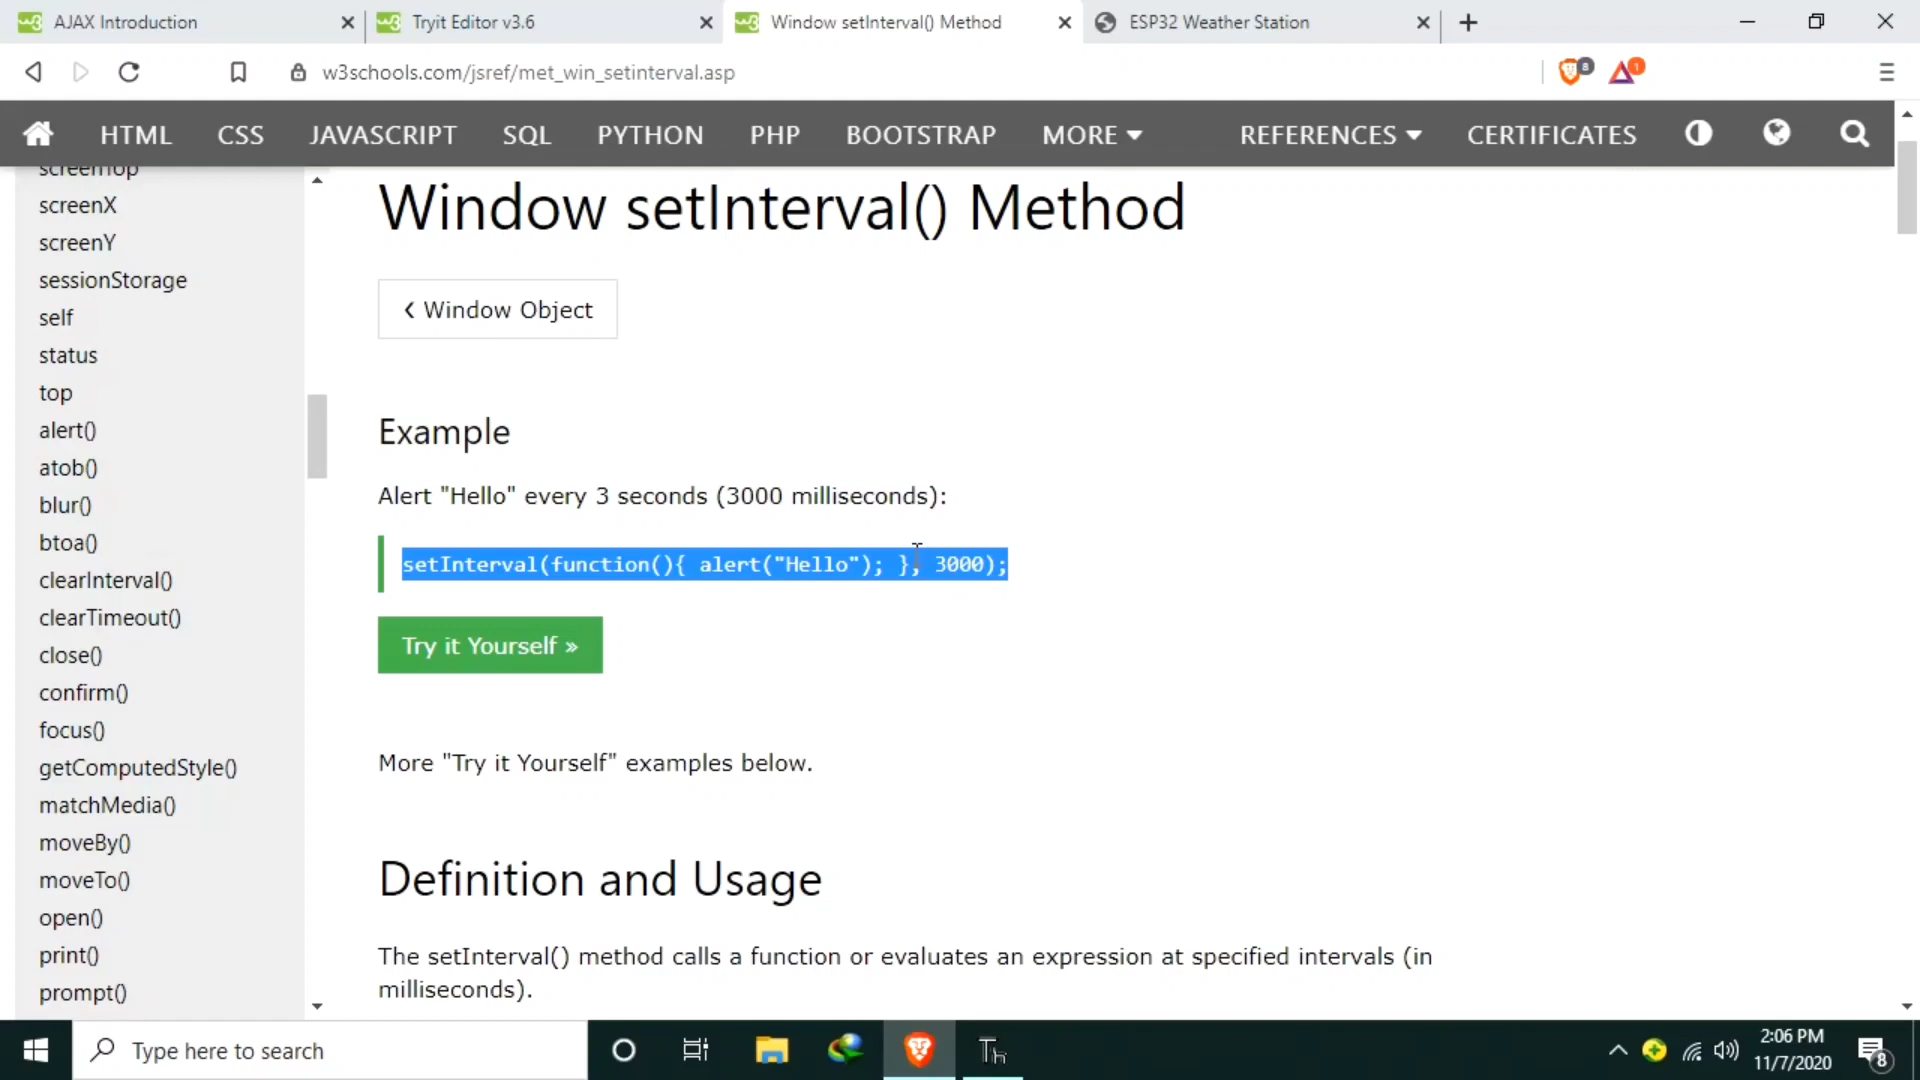 AJAX Introduction
Tryit Editor v3.6
Window setInterval() Method
ESP32 Weather Station
w3schools.com/jsref/met_win_setinterval.asp
8
1
HTML CSS JAVASCRIPT SQL PYTHON PHP BOOTSTRAP MORE REFERENCES CERTIFICATES
screenTop
screenX
screenY
sessionStorage
self
status
top
alert()
atob()
blur()
btoa()
clearInterval()
clearTimeout()
close()
confirm()
focus()
getComputedStyle()
matchMedia()
moveBy()
moveTo()
open()
print()
prompt()
Window setInterval() Method
❮ Window Object
Example
Alert "Hello" every 3 seconds (3000 milliseconds):
setInterval(function(){ alert("Hello"); }, 3000);
Try it Yourself »
More "Try it Yourself" examples below.
Definition and Usage
The setInterval() method calls a function or evaluates an expression at specified intervals (in
milliseconds).
Type here to search
Th
2:06 PM
11/7/2020
8